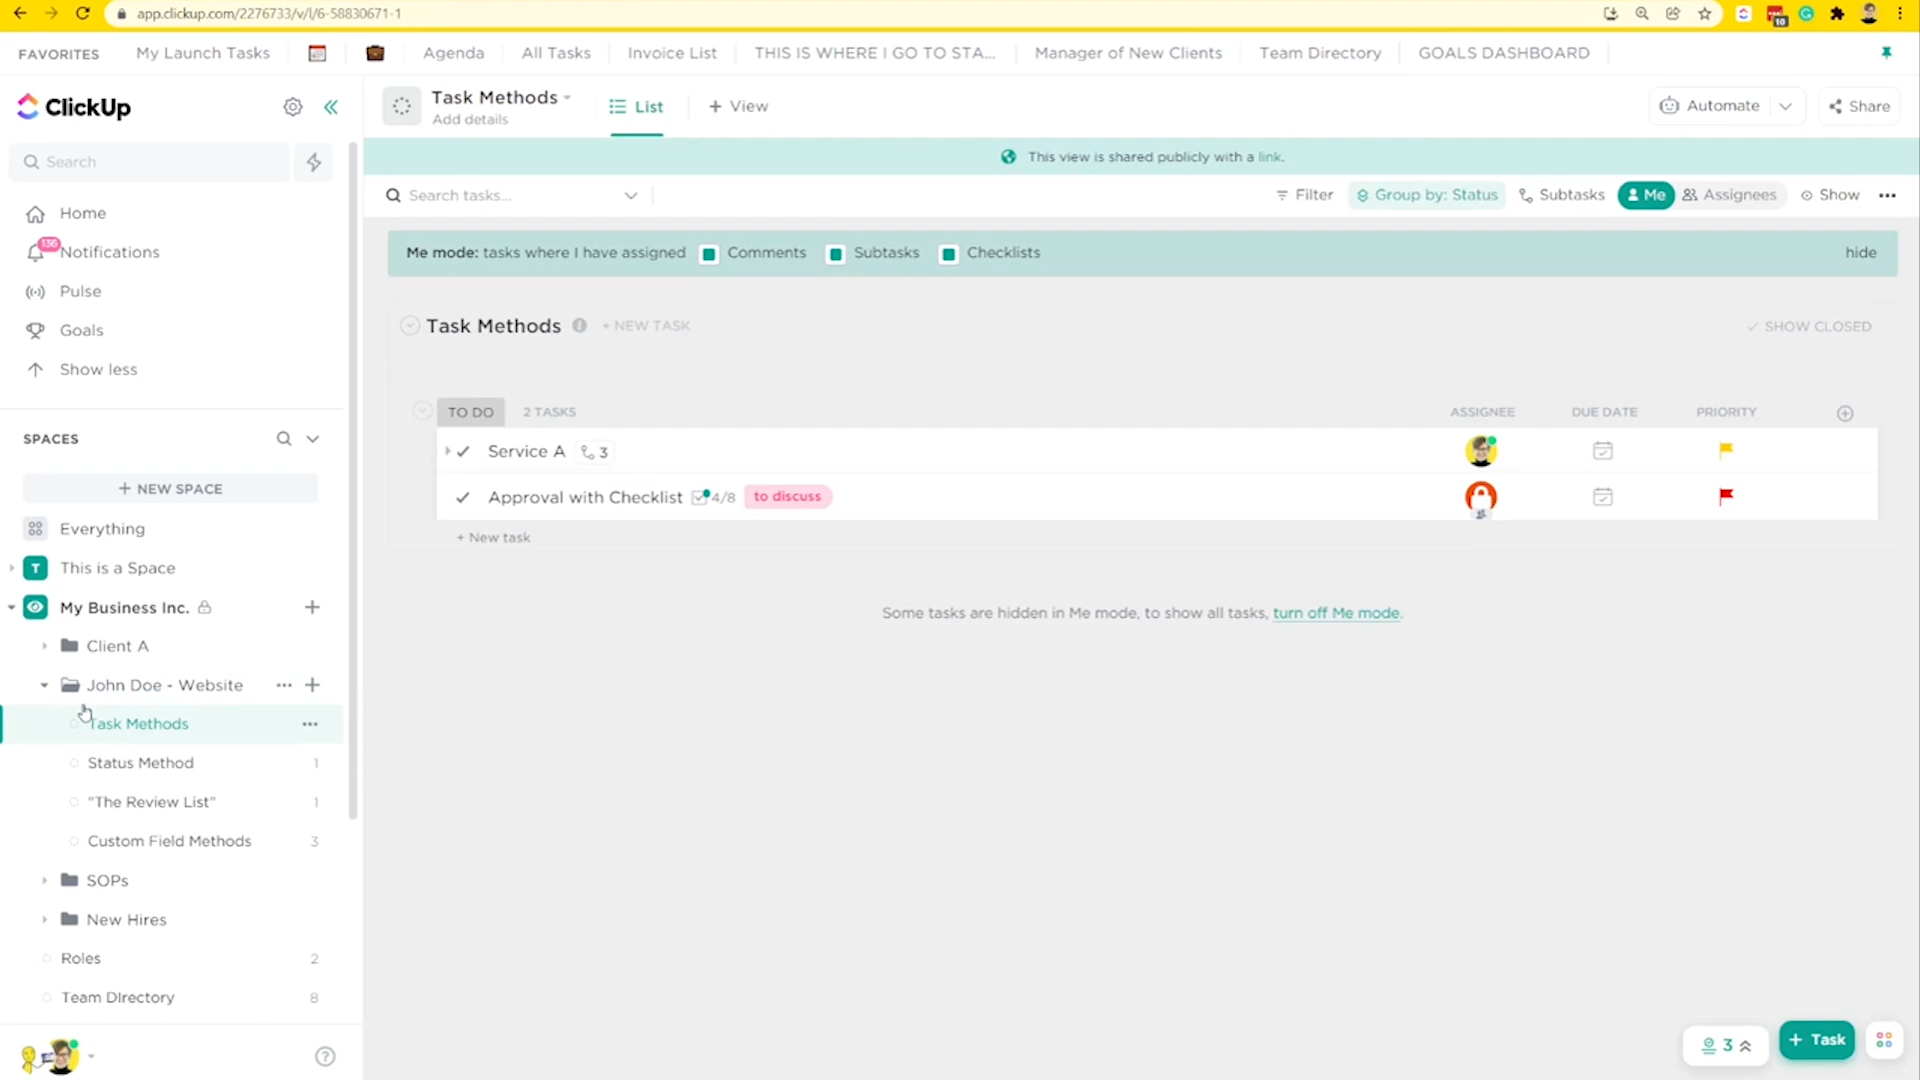 app.clickup.com/2276733/v/l/6-58830671-1
10
FAVORITES
My Launch Tasks
Agenda
All Tasks
Invoice List
THIS IS WHERE I GO TO STA...
Manager of New Clients
Team Directory
GOALS DASHBOARD
ClickUp
Search
Home
136
Notifications
Pulse
Goals
Show less
SPACES
+ NEW SPACE
Everything
T This is a Space
My Business Inc.
Client A
John Doe - Website
Task Methods
Status Method 1
"The Review List" 1
Custom Field Methods 3
SOPs
New Hires
Roles 2
Team DIrectory 8
Task Methods
Add details
List
+ View
Automate
Share
This view is shared publicly with a link.
Search tasks...
Filter
Group by: Status
Subtasks
Me
Assignees
Show
Me mode: tasks where I have assigned Comments Subtasks Checklists
hide
Task Methods + NEW TASK
SHOW CLOSED
TO DO 2 TASKS ASSIGNEE DUE DATE PRIORITY
Service A 3
Approval with Checklist 4/8 to discuss
+ New task
Some tasks are hidden in Me mode, to show all tasks, turn off Me mode.
3
+ Task